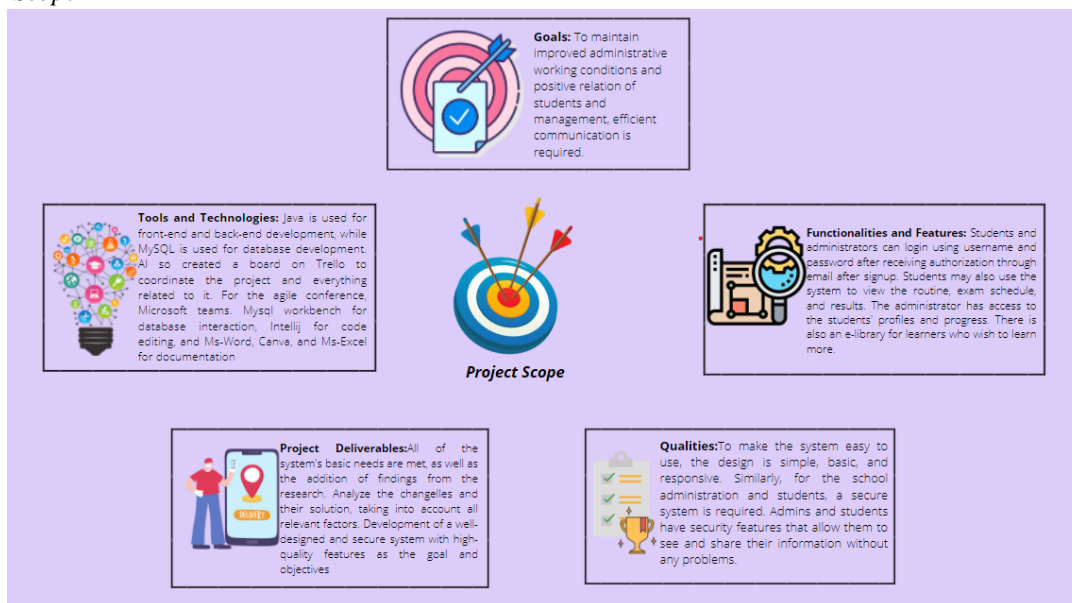 Goals: To maintain
improved administrative
working conditions and
positive relation of
students and
management, efficient
communication is
required.
Tools and Technologies: Java is used for
front-end and back-end development, while
MySQL is used for database development.
Al so created a board on Trello to
coordinate the project and everything
related to it. For the agile conference,
Microsoft teams. Mysql workbench for
database interaction, Intellij for code
editing, and Ms-Word, Canva, and Ms-Excel
for documentation
Project Scope
Functionalities and Features: Students and
administrators can login using username and
password after receiving authorization through
email after signup. Students may also use the
system to view the routine, exam schedule,
and results. The administrator has access to
the students' profiles and progress. There is
also an e-library for learners who wish to learn
more.
Project Deliverables:All of the
system's basic needs are met, as well as
the addition of findings from the
research. Analyze the changelles and
their solution, taking into account all
relevant factors. Development of a well-
designed and secure system with high-
quality features as the goal and
objectives
DELIVERY
Qualities:To make the system easy to
use, the design is simple, basic, and
responsive. Similarly, for the school
administration and students, a secure
system is required. Admins and students
have security features that allow them to
see and share their information without
any problems.